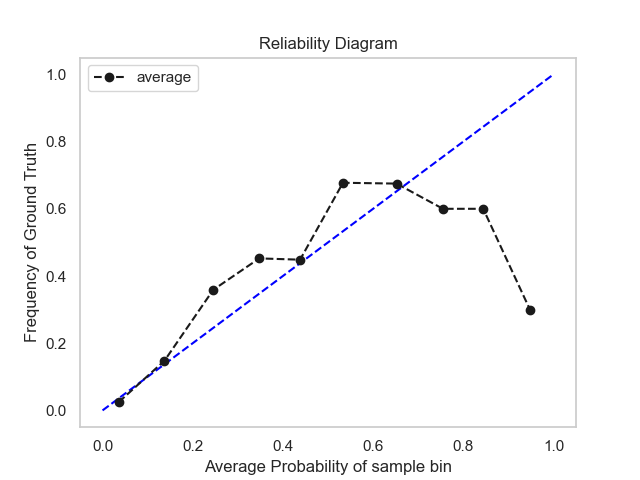 Reliability Diagram
average
Frequency of Ground Truth
1.0
0.8
0.6
0.4
0.2
0.0
0.0 0.2 0.4 0.6 0.8 1.0
Average Probability of sample bin